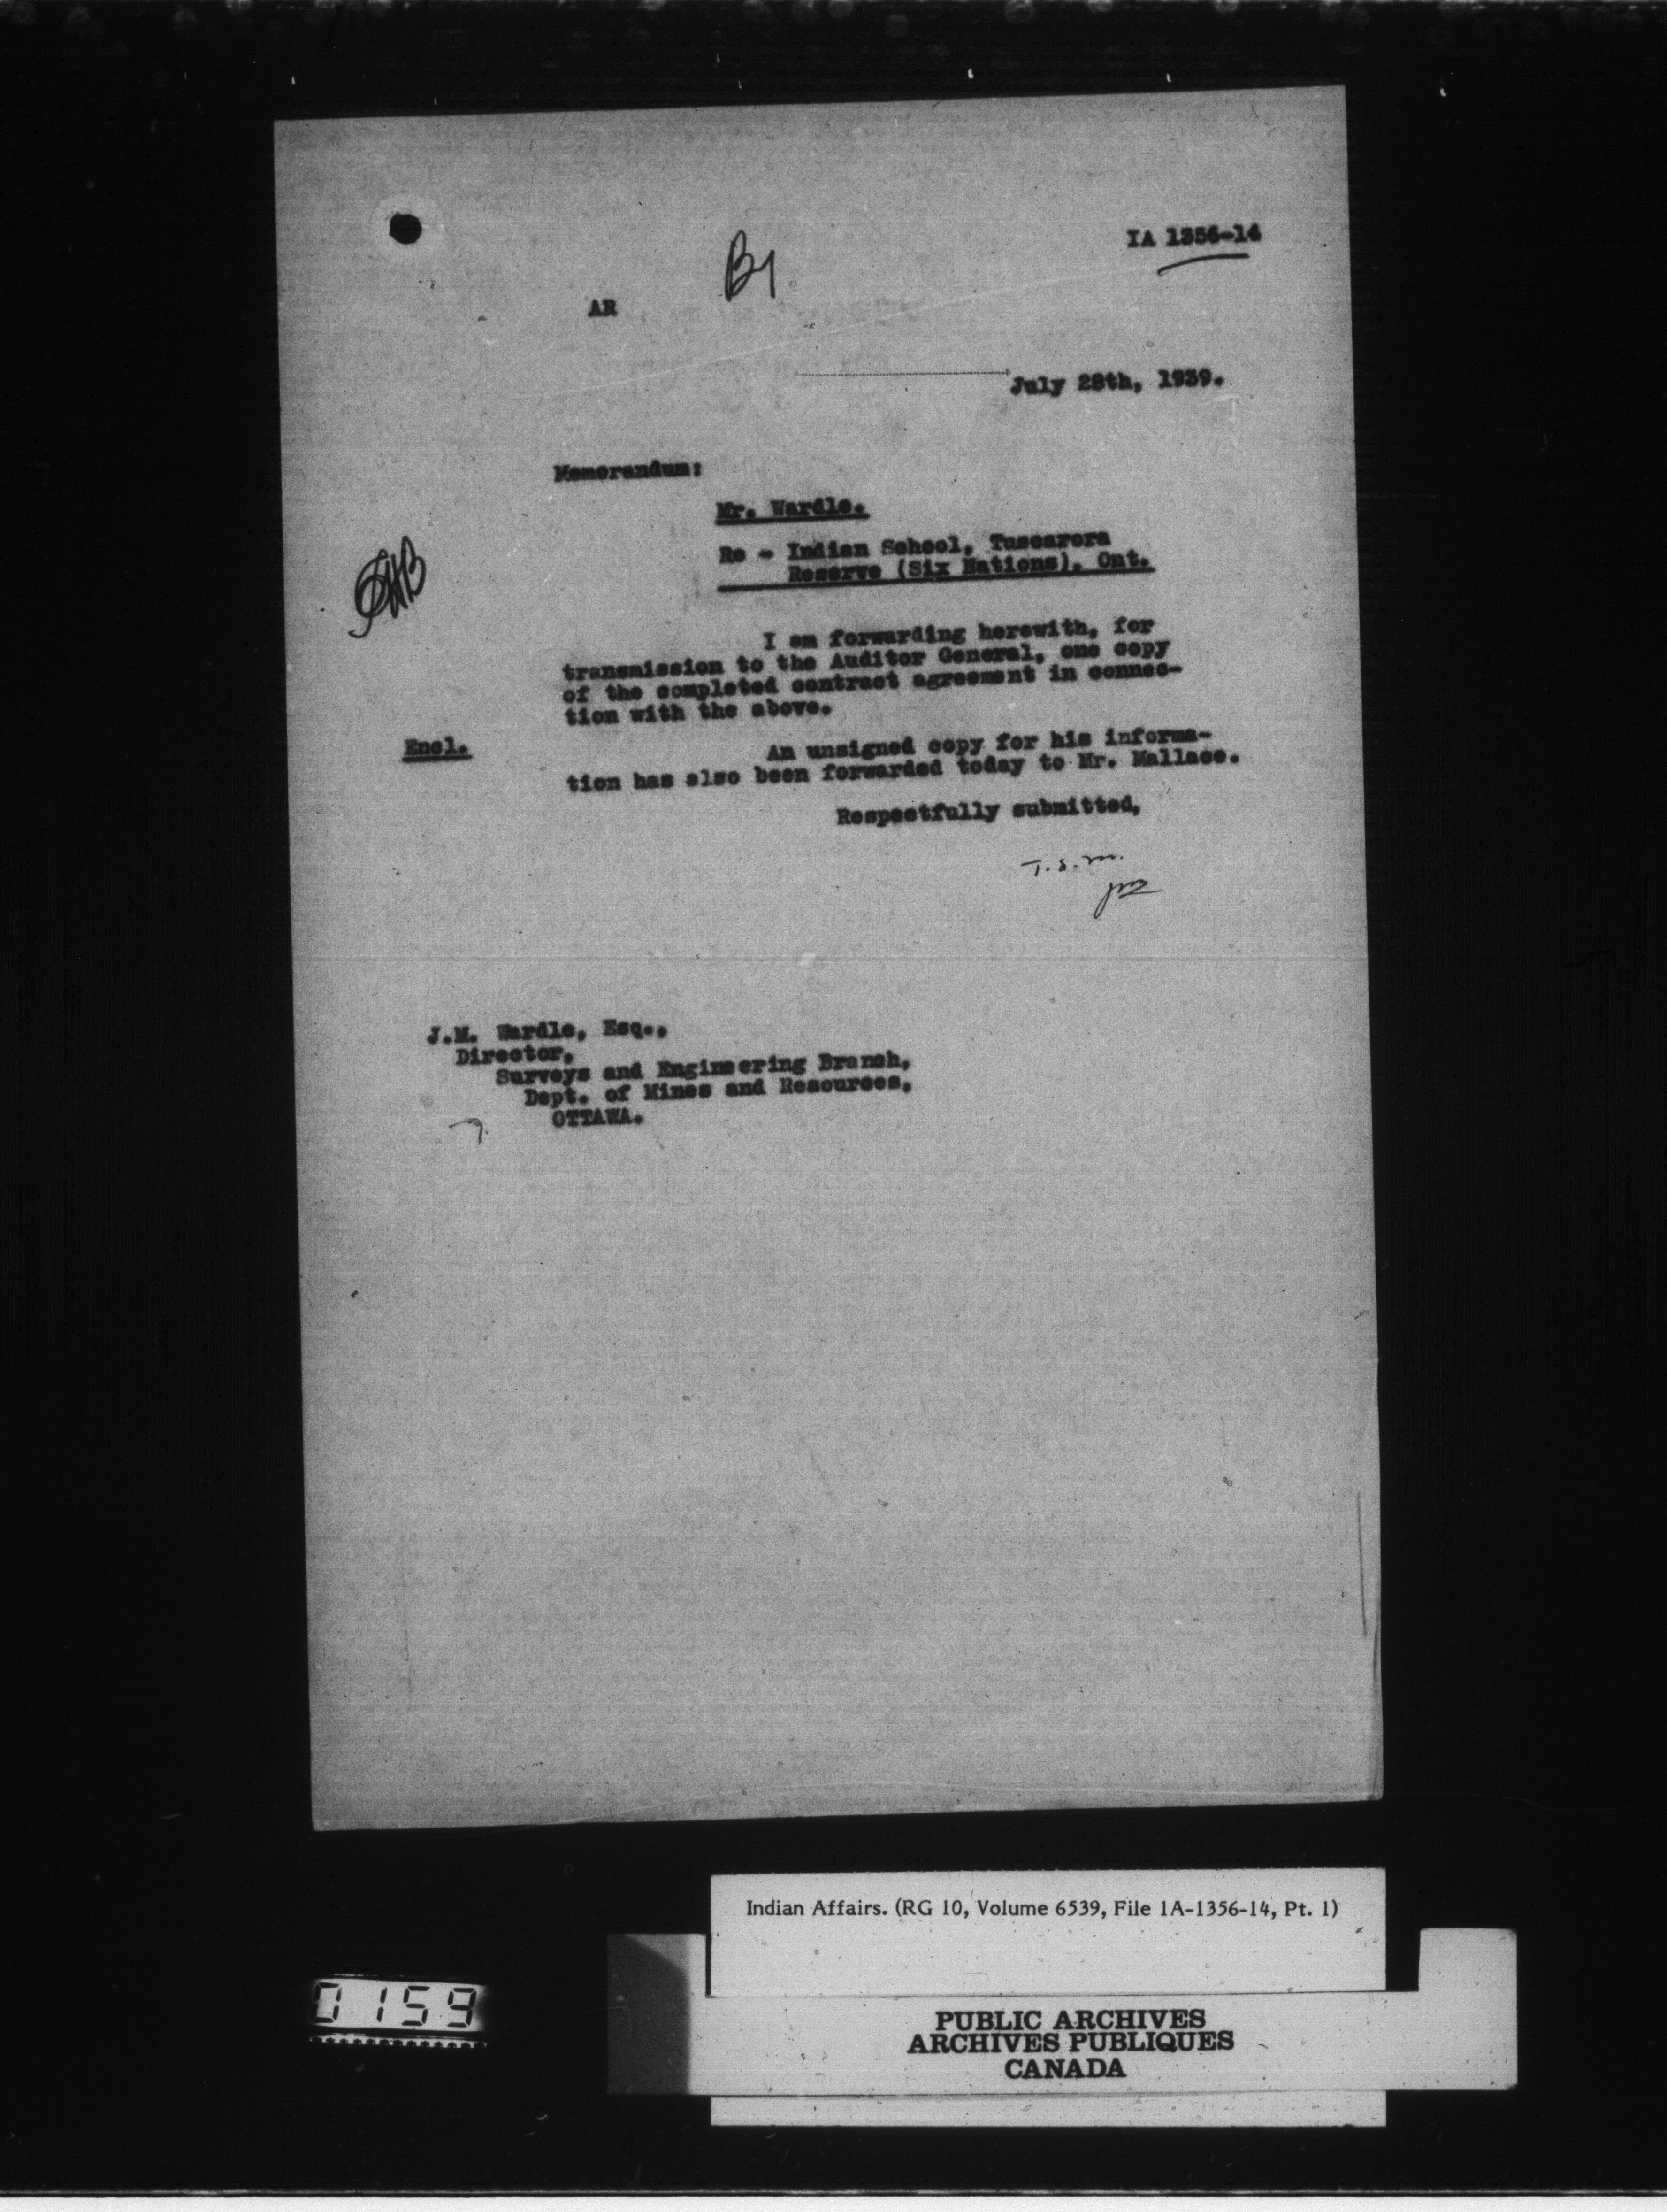 IA 1356-14
B1
AR
July 28th, 1939.
Memorandum:
Mr. Wardle.
Re - Indian School, Tuscarora
Reserve (Six Nations). Ont.
I am forwarding herewith, for
transmission to the Auditor General, one copy
of the completed contract agreement in connec-
tion with the above.
Encl.
An unsigned copy for his informa-
tion has also been forwarded today to Mr. Mallace.
Respectfully submitted,
T.S.M.
J.M. Wardle, Esq.,
Director,
Surveys and Engineering Branch,
Dept. of Mines and Resources,
OTTAWA.
Indian Affairs. (RG 10, Volume 6539, File 1A-1356-14, Pt. 1)
0159
PUBLIC ARCHIVES
ARCHIVES PUBLIQUES
CANADA